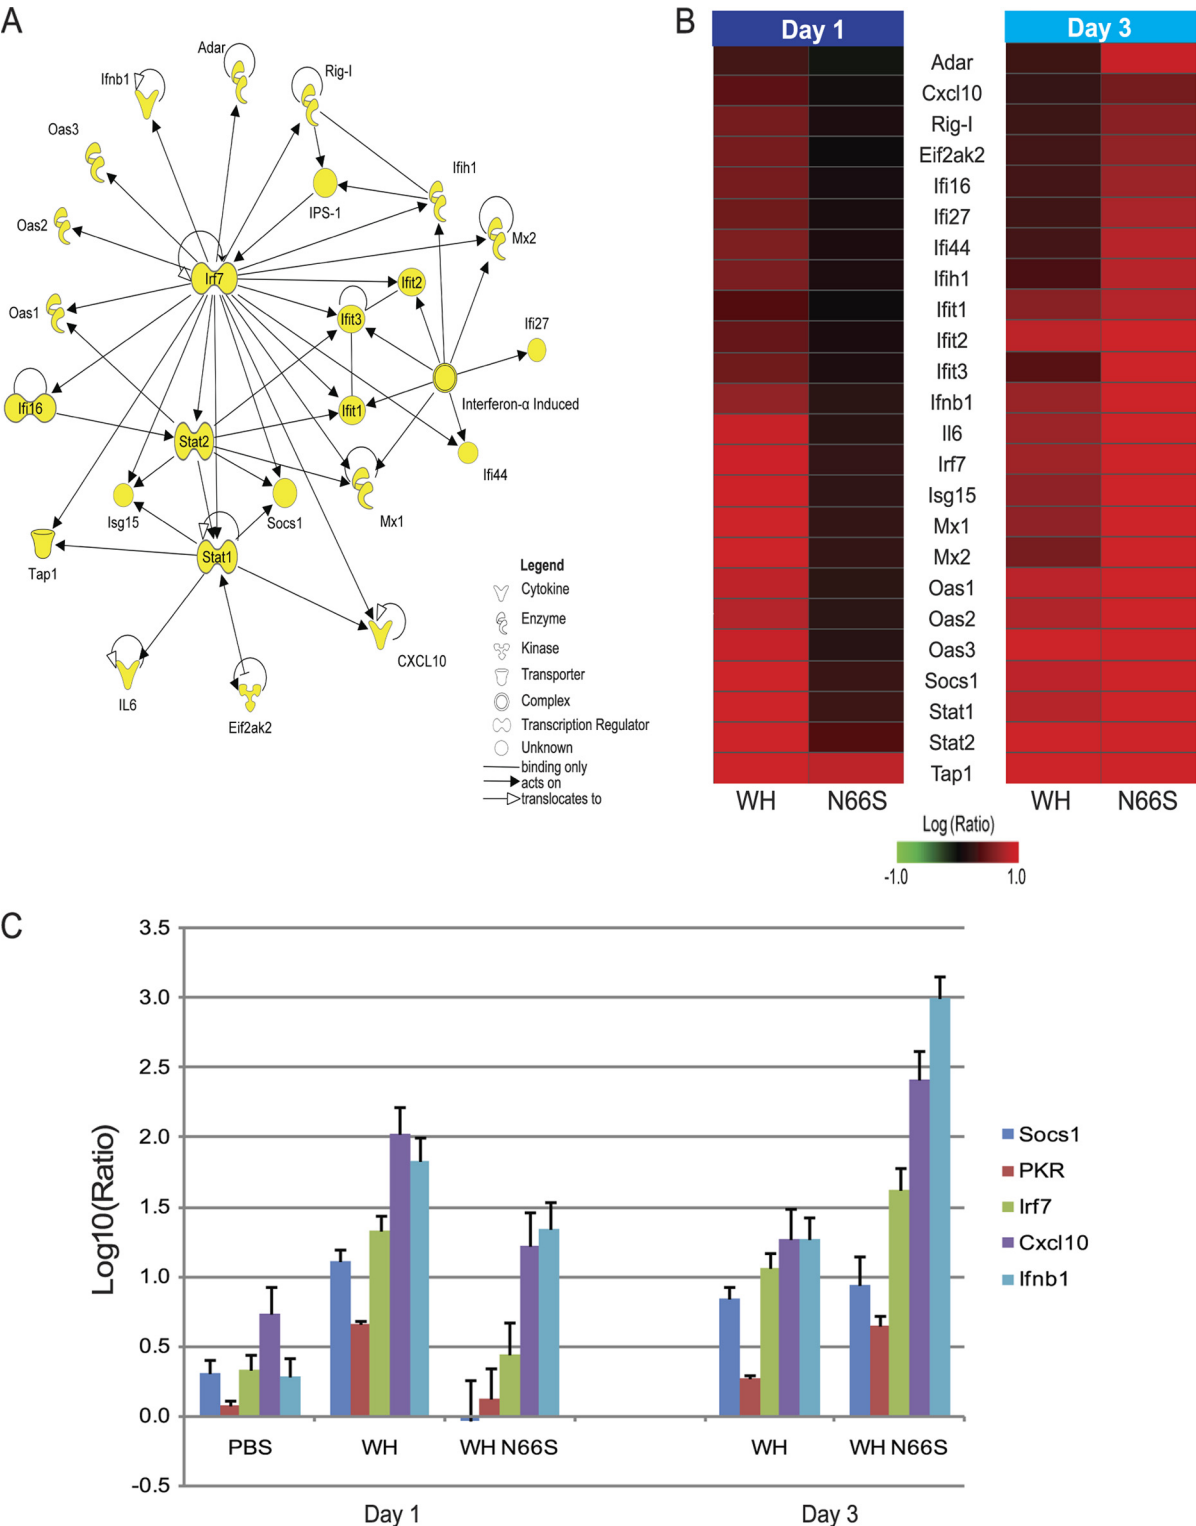 A
Adar
Ifnb1
Rig-I
Oas3
Ifih1
IPS-1
Oas2
Mx2
Irf7
Ifit2
Oas1
Ifit3
Ifi27
Ifi16
Ifit1
Interferon-α Induced
Stat2
Ifi44
Isg15
Socs1
Mx1
Stat1
Tap1
CXCL10
IL6
Eif2ak2
Legend
Cytokine
Enzyme
Kinase
Transporter
Complex
Transcription Regulator
Unknown
binding only
acts on
translocates to
B
Day 1
Day 3
Adar
Cxcl10
Rig-I
Eif2ak2
Ifi16
Ifi27
Ifi44
Ifih1
Ifit1
Ifit2
Ifit3
Ifnb1
Il6
Irf7
Isg15
Mx1
Mx2
Oas1
Oas2
Oas3
Socs1
Stat1
Stat2
Tap1
WH N66S WH N66S
Log (Ratio)
-1.0 1.0
C
Log10(Ratio)
3.5
3.0
2.5
2.0
1.5
1.0
0.5
0.0
-0.5
PBS WH WH N66S WH WH N66S
Day 1 Day 3
Socs1
PKR
Irf7
Cxcl10
Ifnb1